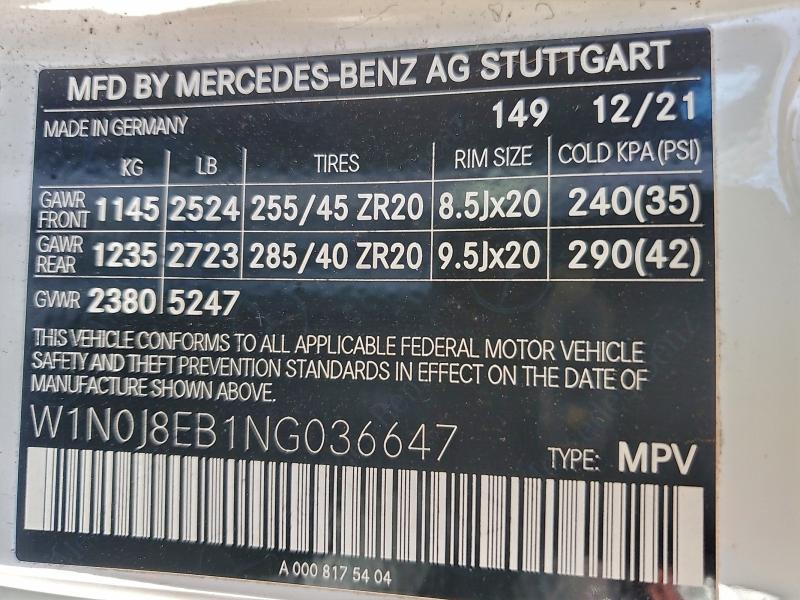 MFD BY MERCEDES-BENZ AG STUTTGART
MADE IN GERMANY 149 12/21
KG LB TIRES RIM SIZE COLD KPA(PSI)
GAWR FRONT 1145 2524 255/45 ZR20 8.5Jx20 240(35)
GAWR REAR 1235 2723 285/40 ZR20 9.5Jx20 290(42)
GVWR 2380 5247
THIS VEHICLE CONFORMS TO ALL APPLICABLE FEDERAL MOTOR VEHICLE
SAFETY AND THEFT PREVENTION STANDARDS IN EFFECT ON THE DATE OF
MANUFACTURE SHOWN ABOVE.
W1N0J8EB1NG036647
TYPE: MPV
A 000 817 54 04